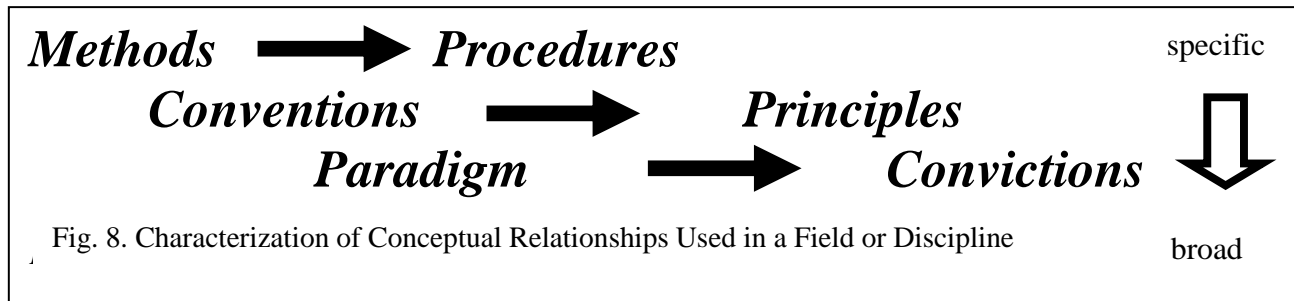 Methods Procedures specific
Conventions Principles
Paradigm Convictions
Fig. 8. Characterization of Conceptual Relationships Used in a Field or Discipline
broad